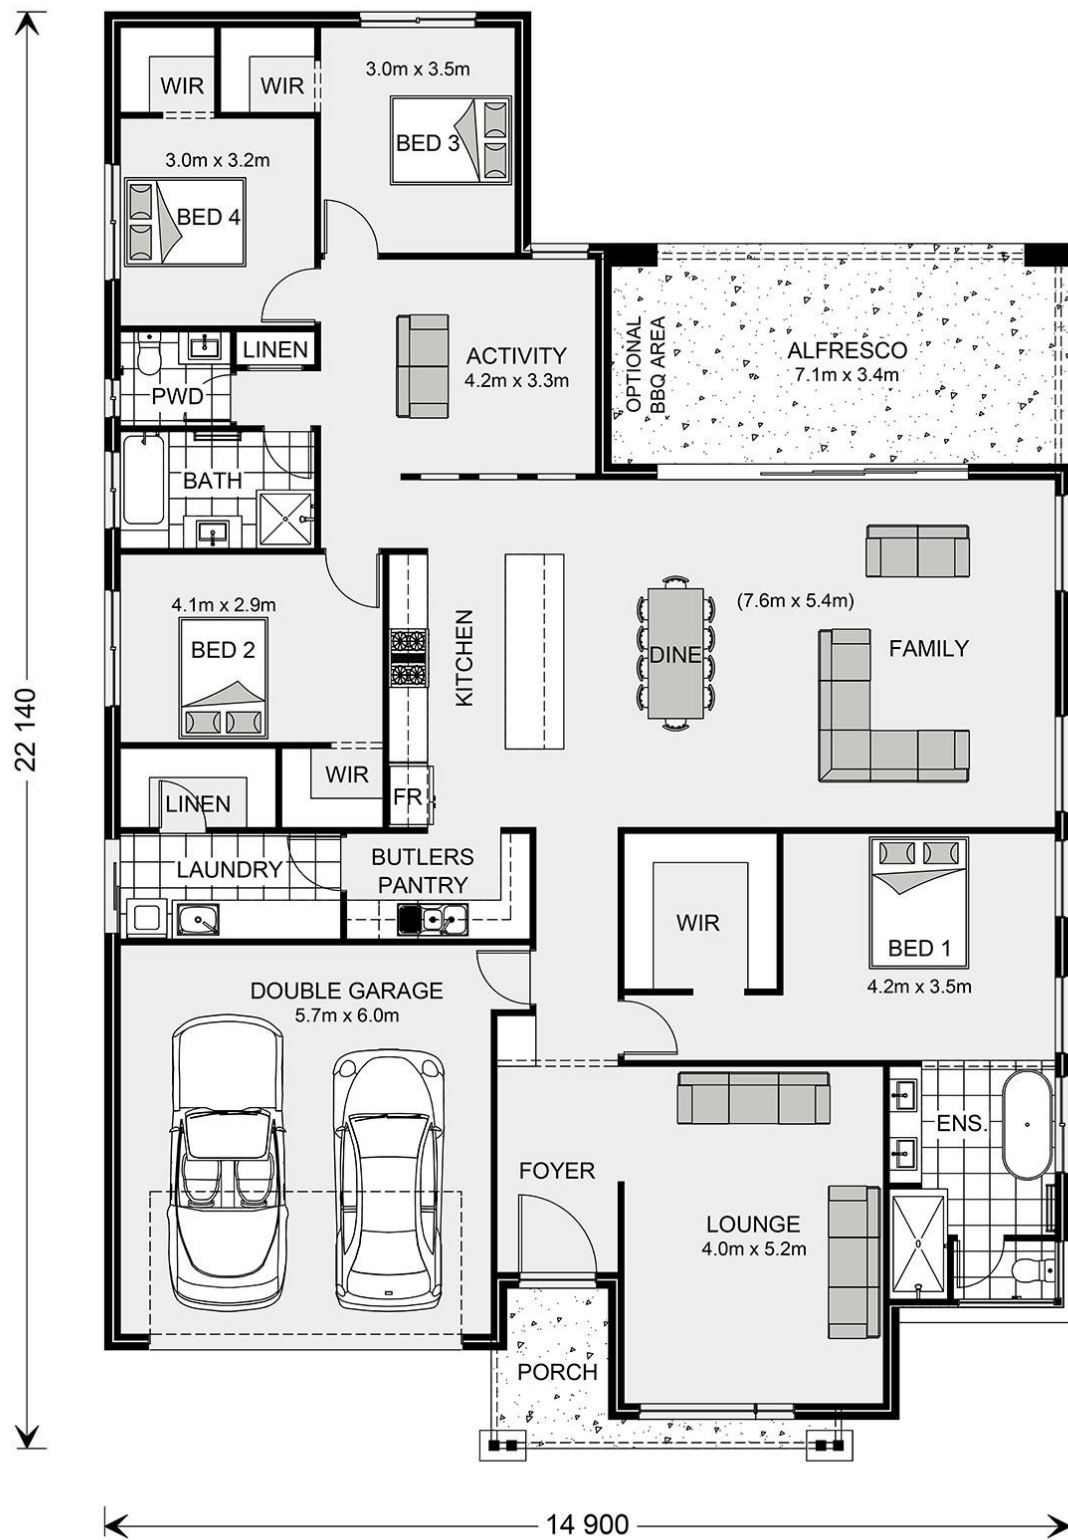 WIR
WIR
3.0m x 3.5m
BED 3
3.0m x 3.2m
BED 4
LINEN
PWD
ACTIVITY
4.2m x 3.3m
OPTIONAL
BBQ AREA
ALFRESCO
7.1m x 3.4m
BATH
4.1m x 2.9m
BED 2
KITCHEN
DINE
(7.6m x 5.4m)
FAMILY
22 140
WIR
LINEN
FR
LAUNDRY
BUTLERS
PANTRY
WIR
BED 1
4.2m x 3.5m
DOUBLE GARAGE
5.7m x 6.0m
ENS.
FOYER
LOUNGE
4.0m x 5.2m
PORCH
14 900